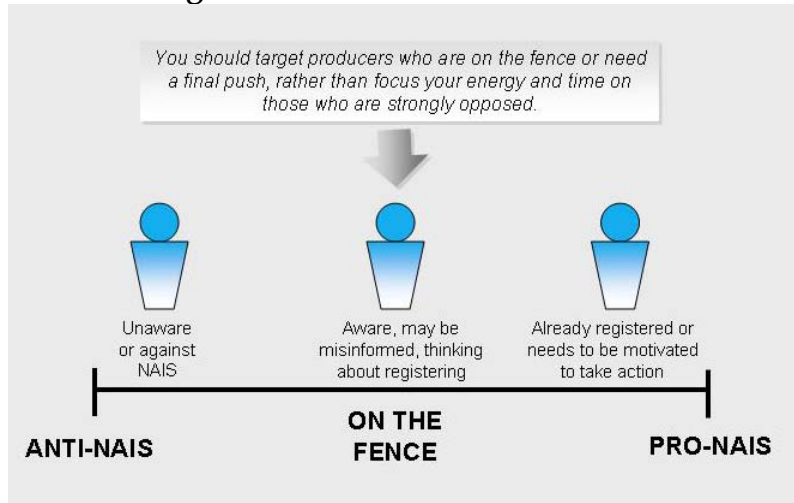 You should target producers who are on the fence or need
a final push, rather than focus your energy and time on
those who are strongly opposed.
Unaware
or against
NAIS
Aware, may be
misinformed, thinking
about registering
Already registered or
needs to be motivated
to take action
ANTI-NAIS
ON THE
FENCE
PRO-NAIS